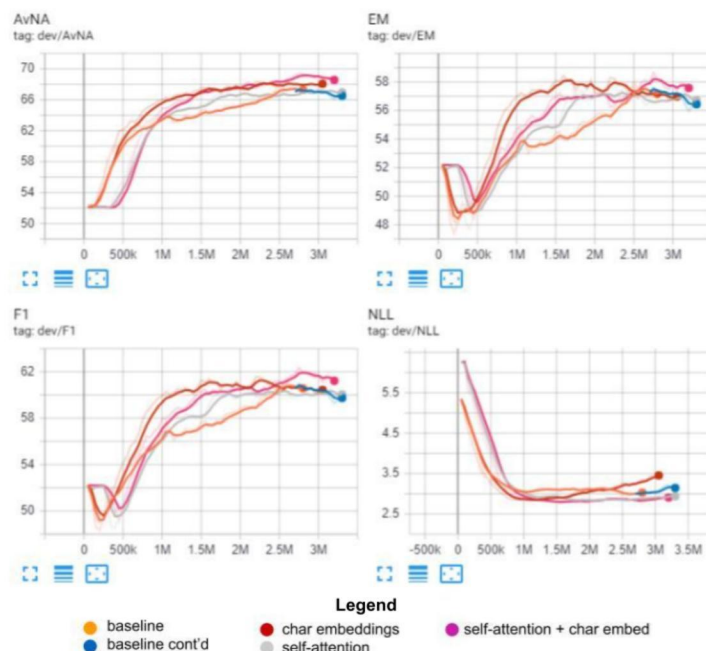 AvNA
tag: dev/AvNA
70
66
62
58
54
50
0 500k 1M 1.5M 2M 2.5M 3M
EM
tag: dev/EM
58
56
54
52
50
48
0 500k 1M 1.5M 2M 2.5M 3M
F1
tag: dev/F1
62
58
54
50
0 500k 1M 1.5M 2M 2.5M 3M
NLL
tag: dev/NLL
5.5
4.5
3.5
2.5
-500k 0 500k 1M 1.5M 2M 2.5M 3M 3.5M
Legend
baseline
baseline cont'd
char embeddings
self-attention
self-attention + char embed